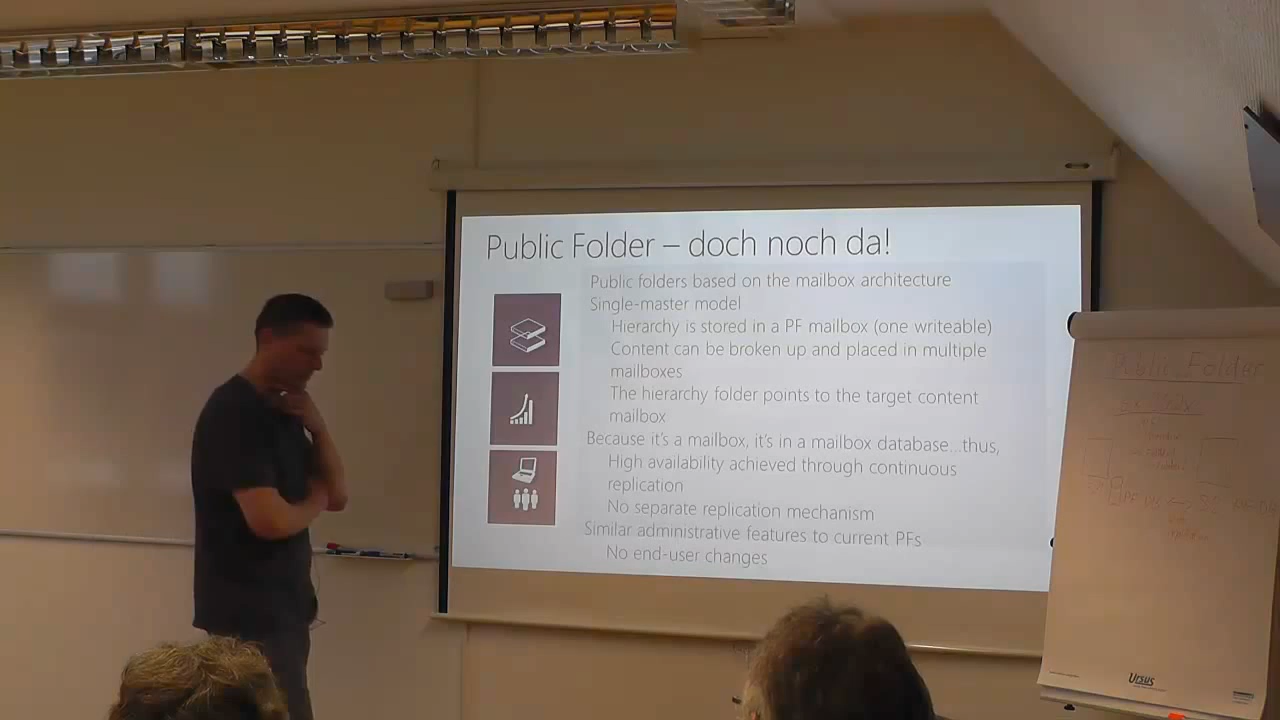 Public Folder – doch noch da!
Public folders based on the mailbox architecture
Single-master model
Hierarchy is stored in a PF mailbox (one writeable)
Content can be broken up and placed in multiple
mailboxes
The hierarchy folder points to the target content
mailbox
Because it's a mailbox, it's in a mailbox database...thus,
High availability achieved through continuous
replication
No separate replication mechanism
Similar administrative features to current PFs
No end-user changes
Public Folder
Ursus